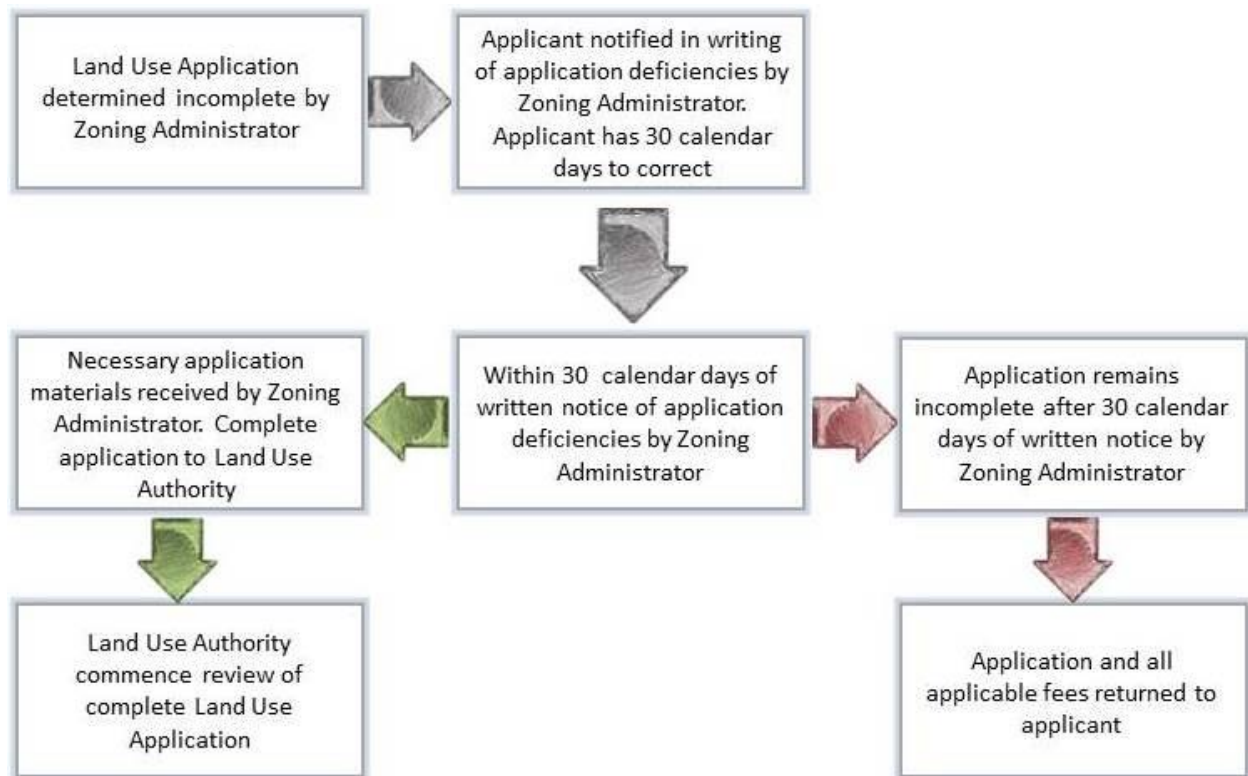 Land Use Application
determined incomplete by
Zoning Administrator
Applicant notified in writing
of application deficiencies by
Zoning Administrator.
Applicant has 30 calendar
days to correct
Necessary application
materials received by Zoning
Administrator. Complete
application to Land Use
Authority
Within 30 calendar days of
written notice of application
deficiencies by Zoning
Administrator
Application remains
incomplete after 30 calendar
days of written notice by
Zoning Administrator
Land Use Authority
commence review of
complete Land Use
Application
Application and all
applicable fees returned to
applicant